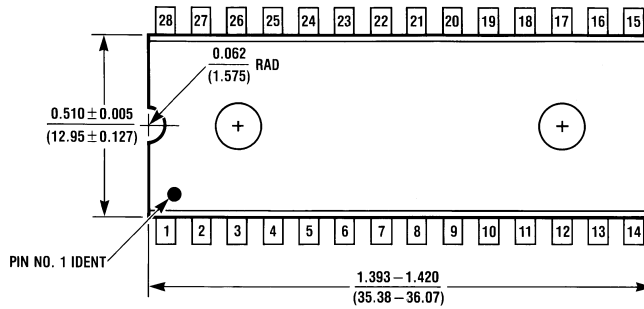 28 27 26 25 24 23 22 21 20 19 18 17 16 15
0.062
(1.575)
RAD
0.510 ± 0.005
(12.95 ± 0.127)
1 2 3 4 5 6 7 8 9 10 11 12 13 14
PIN NO. 1 IDENT
1.393 – 1.420
(35.38 – 36.07)